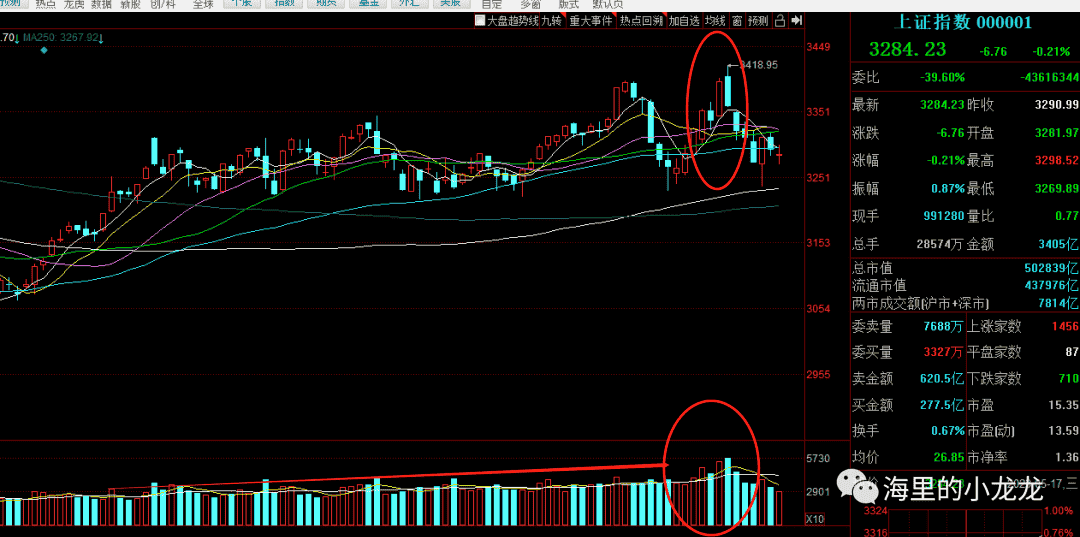 预测 热点 龙虎 数据 新股 创/科 全球 个股 指数 期货 基金 外汇 美股 自定 多窗 版式 默认页
大盘趋势线 九转 重大事件 热点回溯 加自选 均线 窗 预测
上证指数 000001
.70↓ MA250: 3267.92↓
3284.23 -6.76 -0.21%
3449
3418.95
3351
3251
3153
3054
2955
5730
2901
X10
委比 -39.60% -43616344
最新 3284.23 昨收 3290.99
涨跌 -6.76 开盘 3281.97
涨幅 -0.21% 最高 3298.52
振幅 0.87% 最低 3269.89
现手 991280 量比 0.77
总手 28574万 金额 3405亿
总市值 502839亿
流通市值 437976亿
两市成交额(沪市+深市) 7814亿
委卖量 7688万 上涨家数 1456
委买量 3327万 平盘家数 87
卖金额 620.5亿 下跌家数 710
买金额 277.5亿 市盈 15.35
换手 0.67% 市盈(动) 13.59
均价 26.85 市净率 1.36
海里的小龙龙
5-17,三
3324 1.00%
3316 0.76%